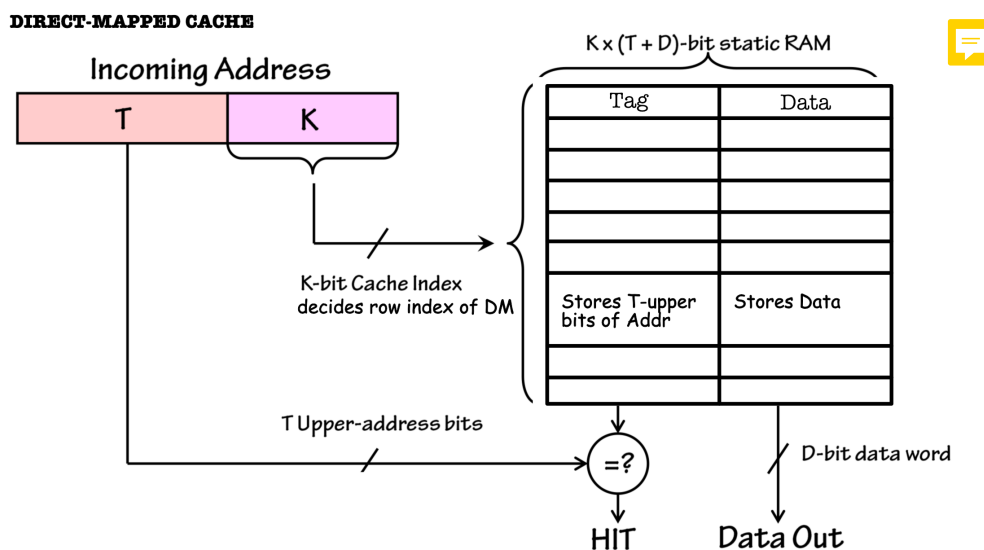 DIRECT-MAPPED CACHE
K x (T + D)-bit static RAM
Incoming Address
T
K
Tag
Data
K-bit Cache Index
decides row index of DM
Stores T-upper
bits of Addr
Stores Data
T Upper-address bits
=?
D-bit data word
HIT
Data Out